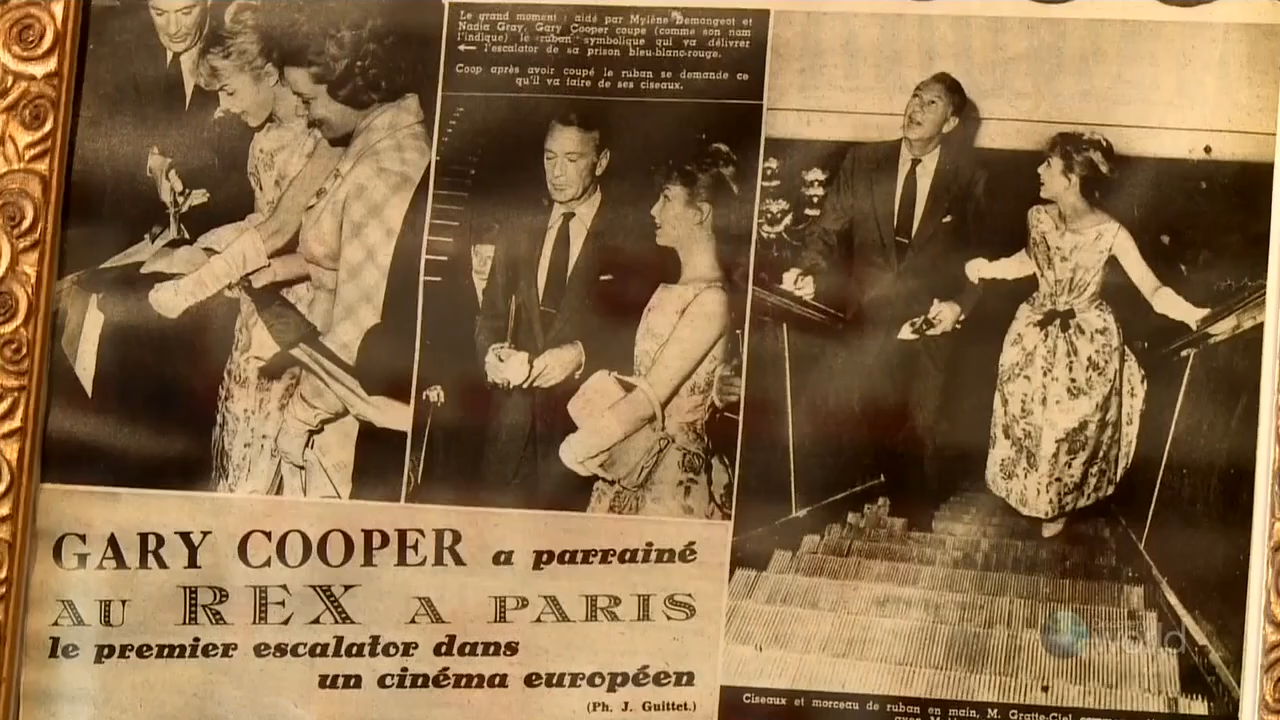 Le grand moment : aidé par Mylène Demongeot et
Nadia Gray, Gary Cooper coupe (comme son nom
l'indique) le ruban symbolique qui va délivrer
l'escalator de sa prison bleu-blanc-rouge.
Coop après avoir coupé le ruban se demande ce
qu'il va faire de ses ciseaux.
GARY COOPER a parrainé
AU REX A PARIS
le premier escalator dans
un cinéma européen
(Ph. J. Guittet.)
world
Ciseaux et morceau de ruban en main, M. Gratte-Ciel